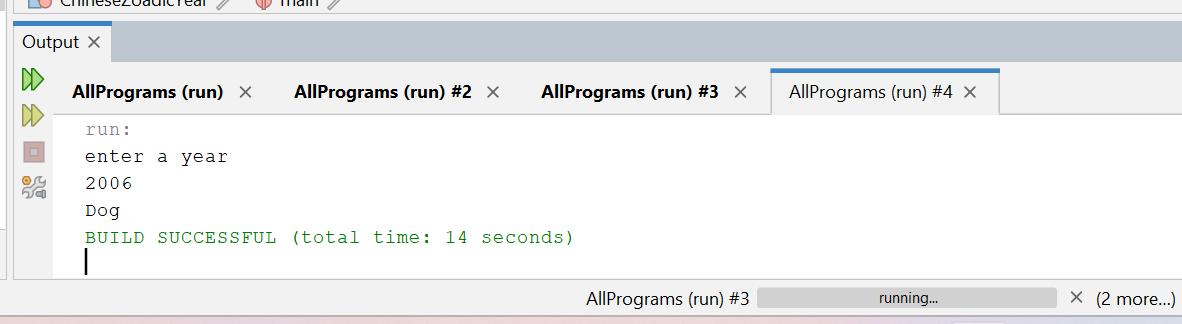 ChineseZoadicYear main
Output
AllPrograms (run) AllPrograms (run) #2 AllPrograms (run) #3 AllPrograms (run) #4
run:
enter a year
2006
Dog
BUILD SUCCESSFUL (total time: 14 seconds)
AllPrograms (run) #3 running... (2 more...)